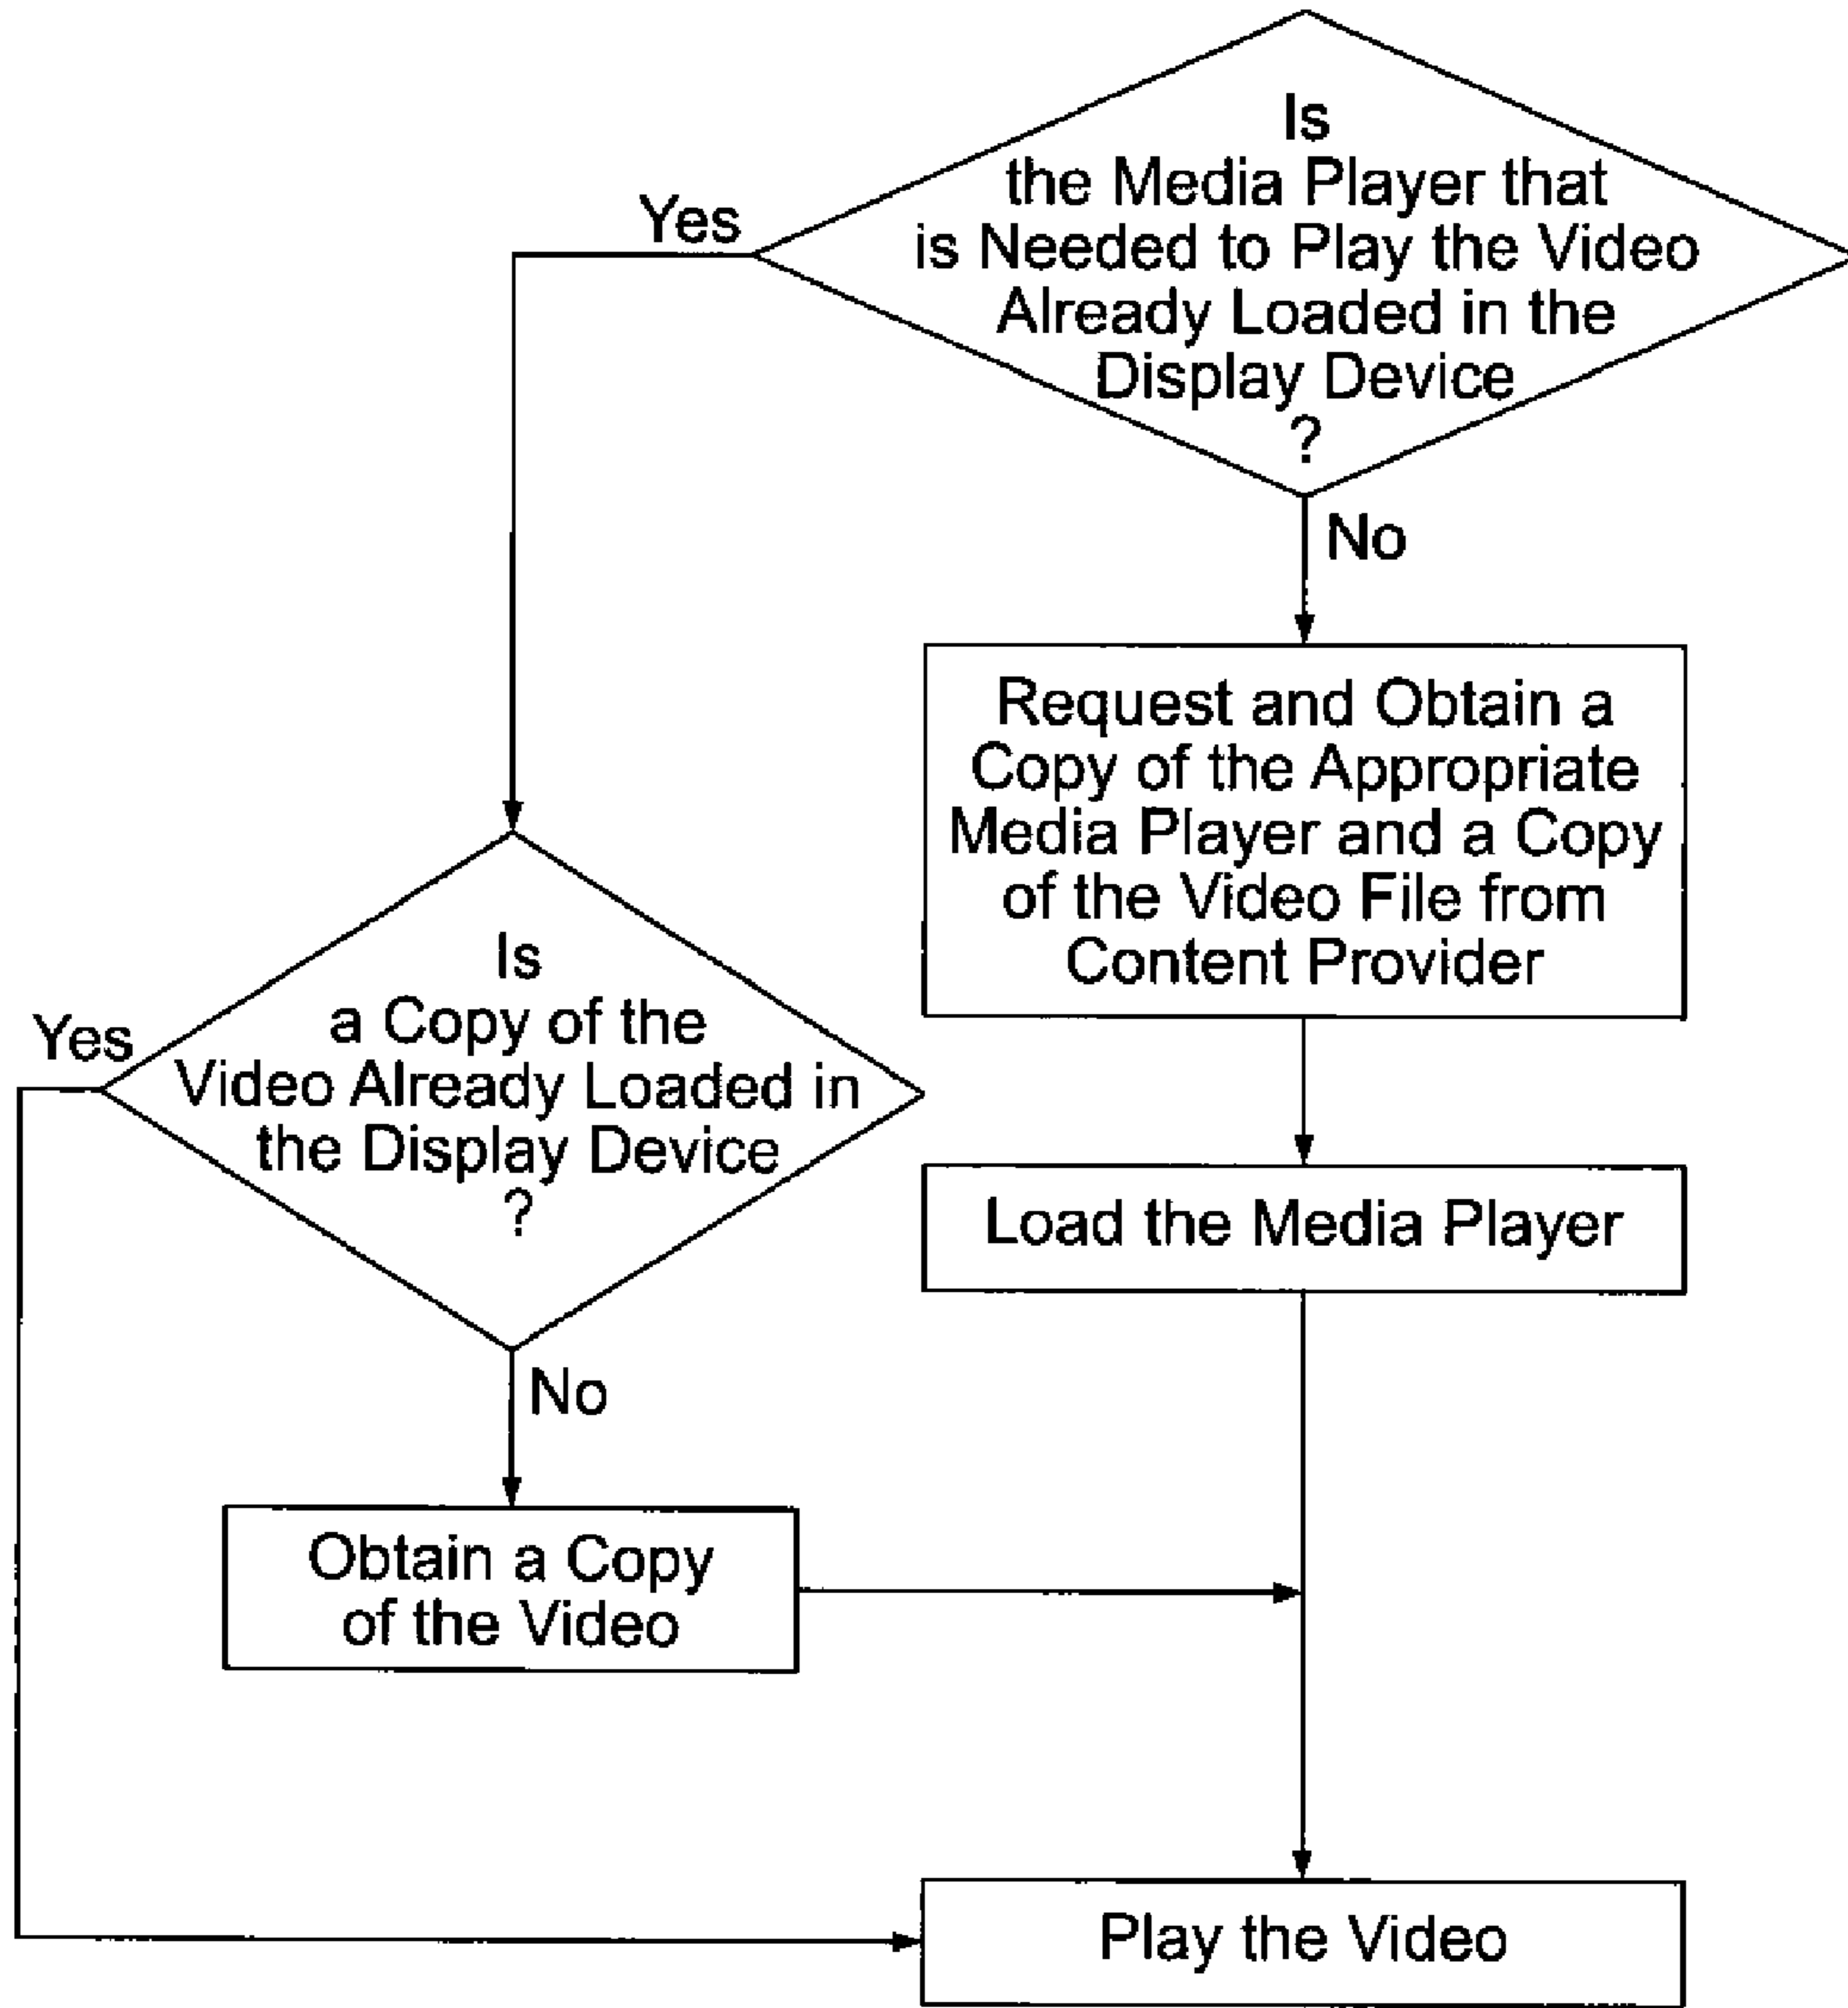 Is
the Media Player that
is Needed to Play the Video
Already Loaded in the
Display Device
?
Yes
No
Request and Obtain a
Copy of the Appropriate
Media Player and a Copy
of the Video File from
Content Provider
Is
a Copy of the
Video Already Loaded in
the Display Device
?
Yes
No
Load the Media Player
Obtain a Copy
of the Video
Play the Video